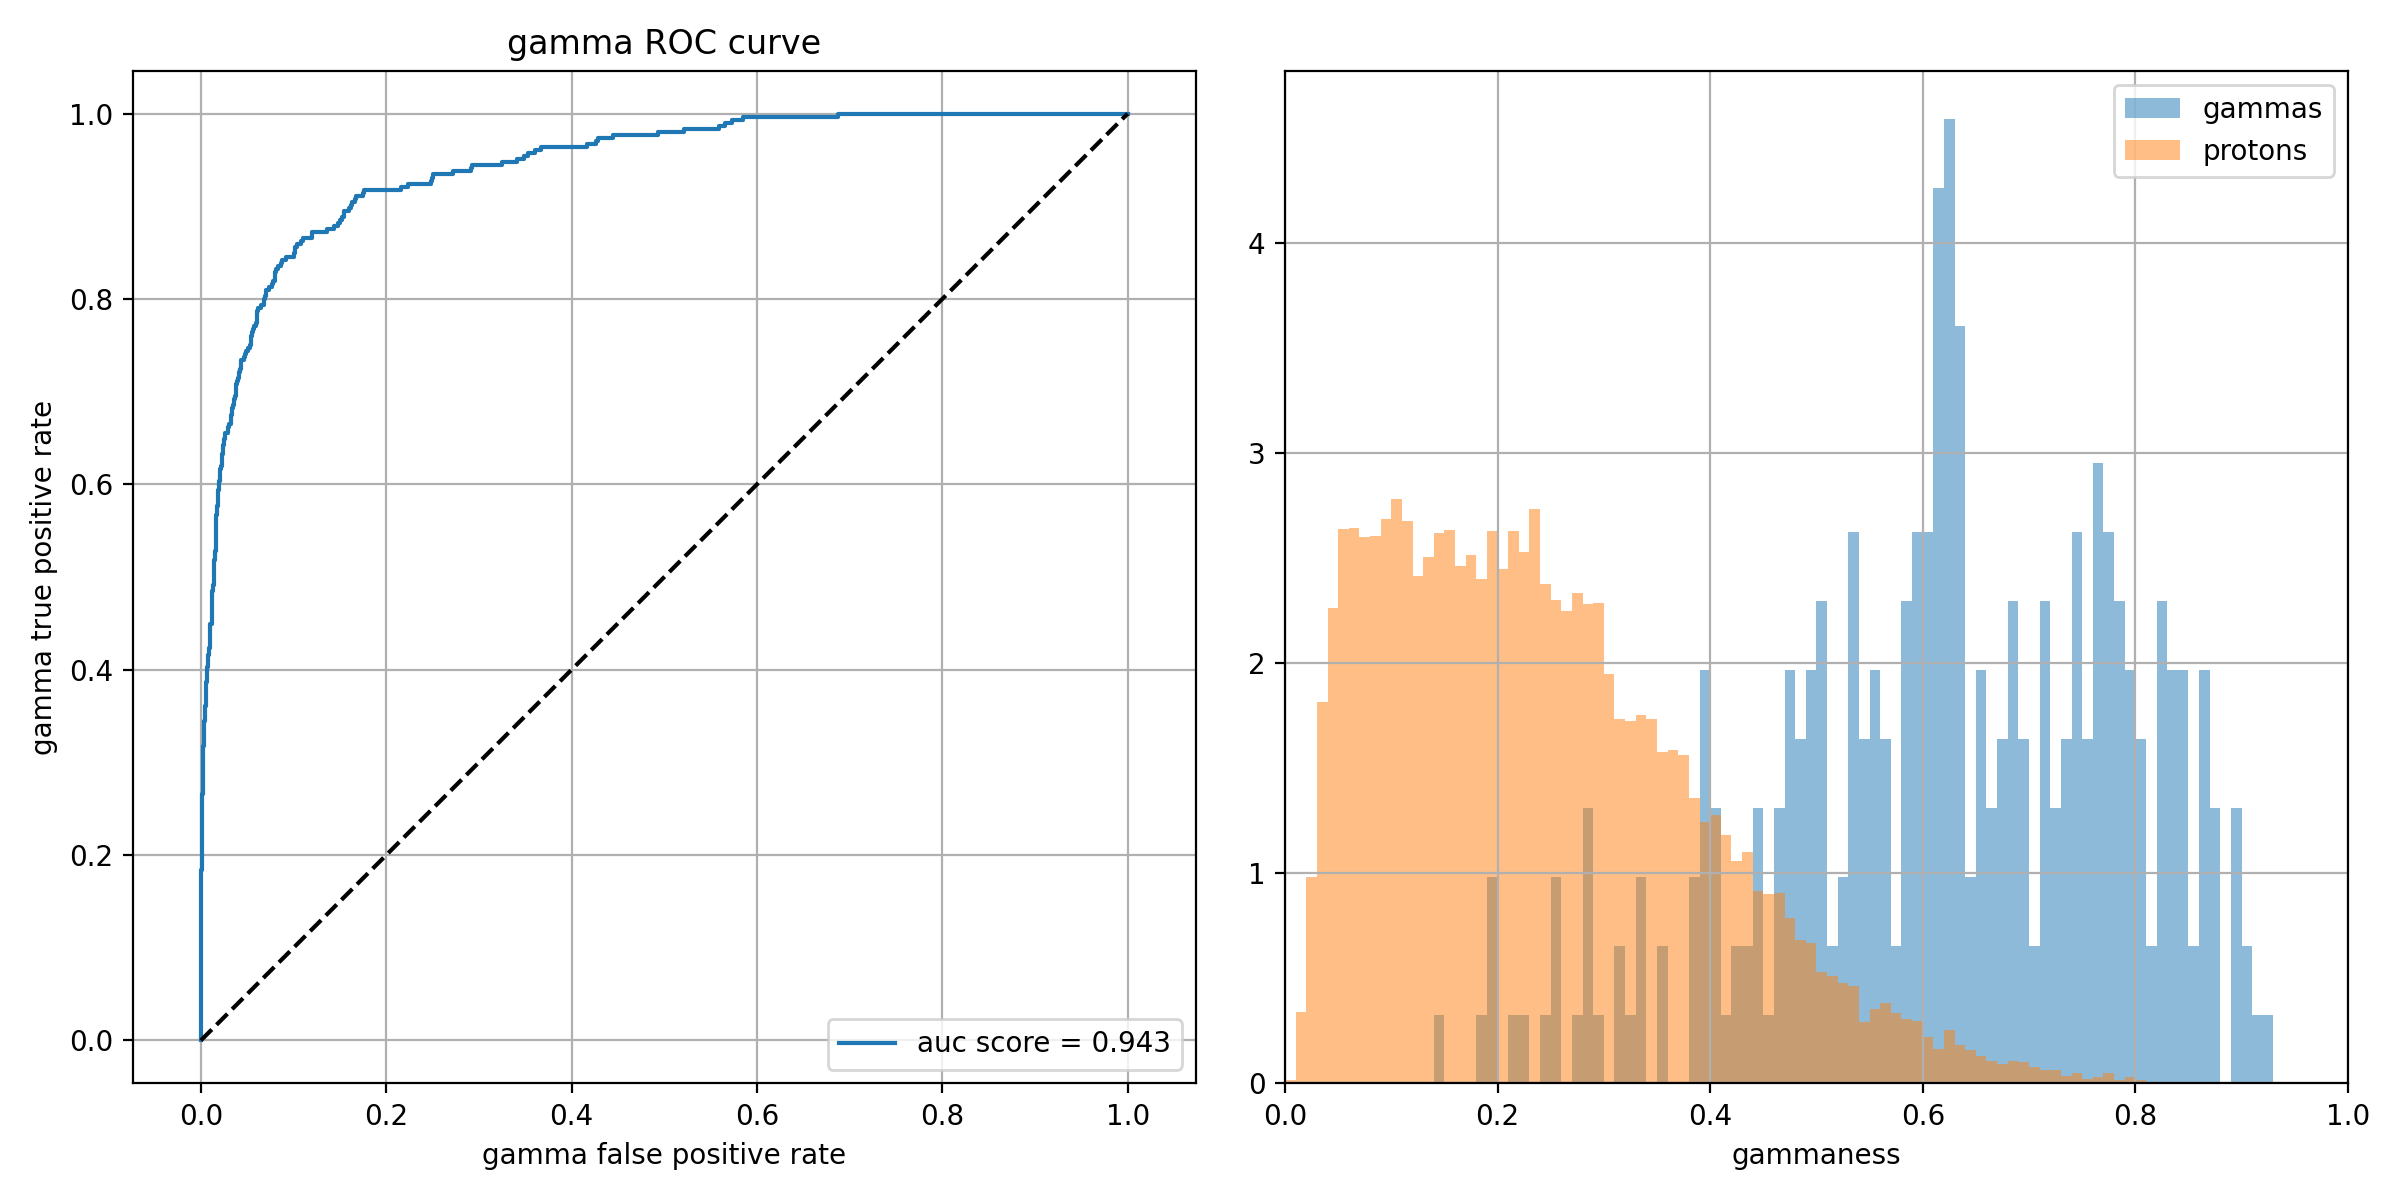 gamma ROC curve
gamma true positive rate
1.0
0.8
0.6
0.4
0.2
0.0
auc score = 0.943
0.0 0.2 0.4 0.6 0.8 1.0
gamma false positive rate
gammas
protons
4
3
2
1
0
0.0 0.2 0.4 0.6 0.8 1.0
gammaness